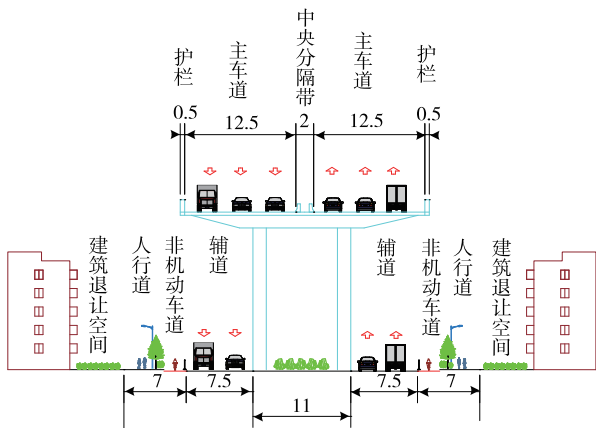 护栏
主车道
中央分隔带
主车道
护栏
0.5
12.5
2
12.5
0.5
建筑退让空间
人行道
非机动车道
辅道
辅道
非机动车道
人行道
建筑退让空间
7
7.5
11
7.5
7